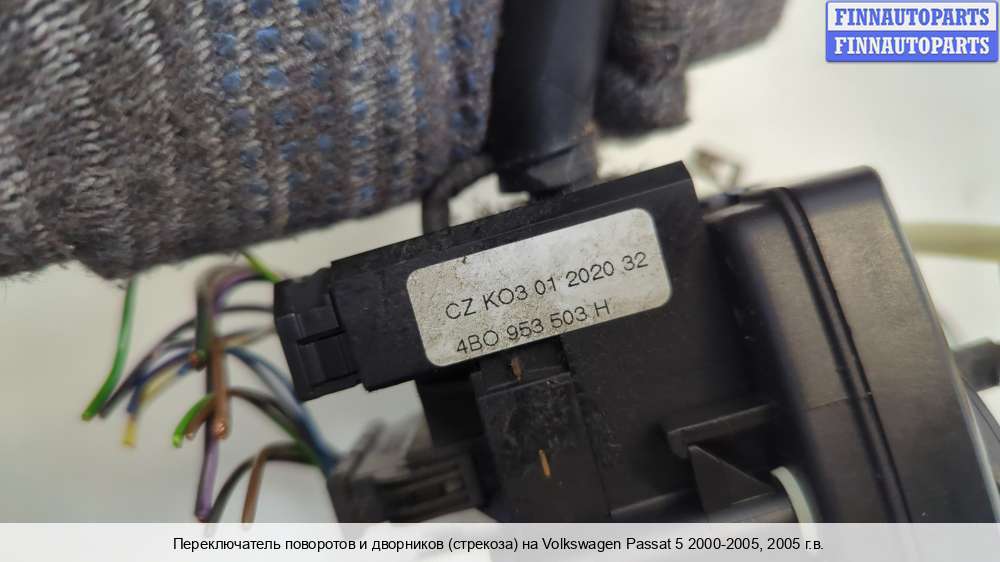 FINNAUTOPARTS
FINNAUTOPARTS
CZ KO3 01 2020 32
4BO 953 503 H
Переключатель поворотов и дворников (стрекоза) на Volkswagen Passat 5 2000-2005, 2005 г.в.